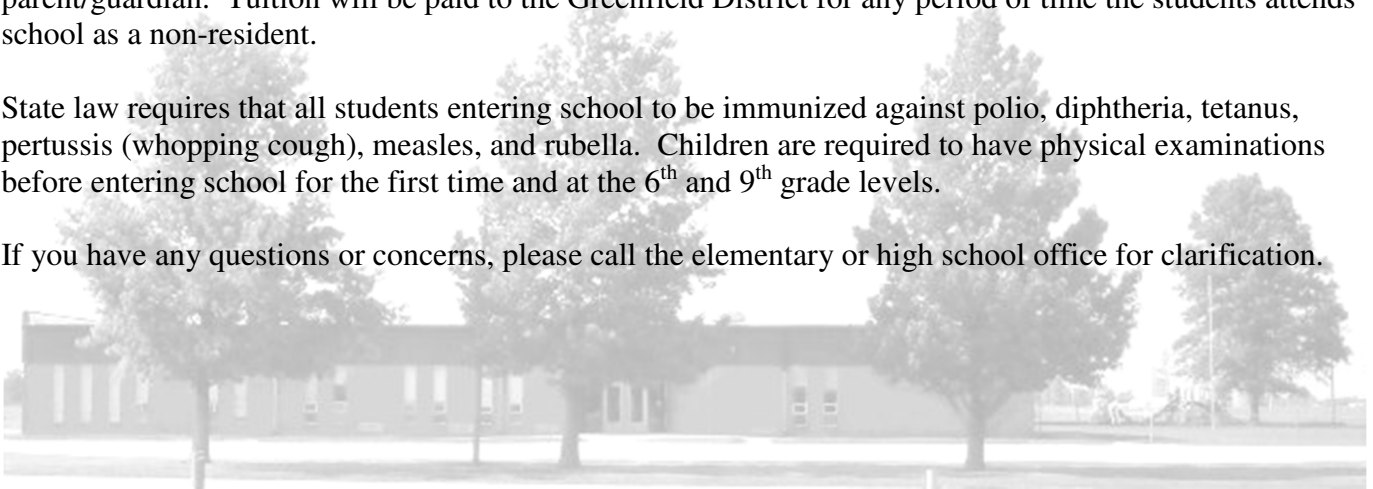 parent/guardian. Tuition will be paid to the Greenfield District for any period of time the students attends
school as a non-resident.
State law requires that all students entering school to be immunized against polio, diphtheria, tetanus,
pertussis (whopping cough), measles, and rubella. Children are required to have physical examinations
before entering school for the first time and at the 6th and 9th grade levels.
If you have any questions or concerns, please call the elementary or high school office for clarification.